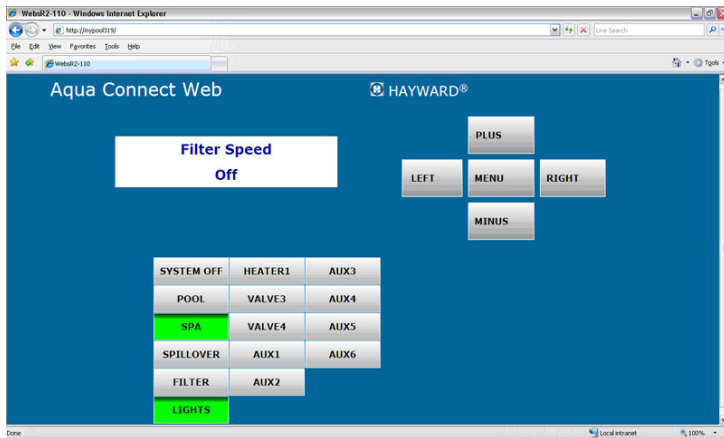 WebsR2-110 - Windows Internet Explorer
http://mypool319/
Live Search
File Edit View Favorites Tools Help
WebsR2-110
Tools
Aqua Connect Web
HAYWARD®
Filter Speed
Off
PLUS
LEFT MENU RIGHT
MINUS
SYSTEM OFF HEATER1 AUX3
POOL VALVE3 AUX4
SPA VALVE4 AUX5
SPILLOVER AUX1 AUX6
FILTER AUX2
LIGHTS
Done
Local intranet
100%